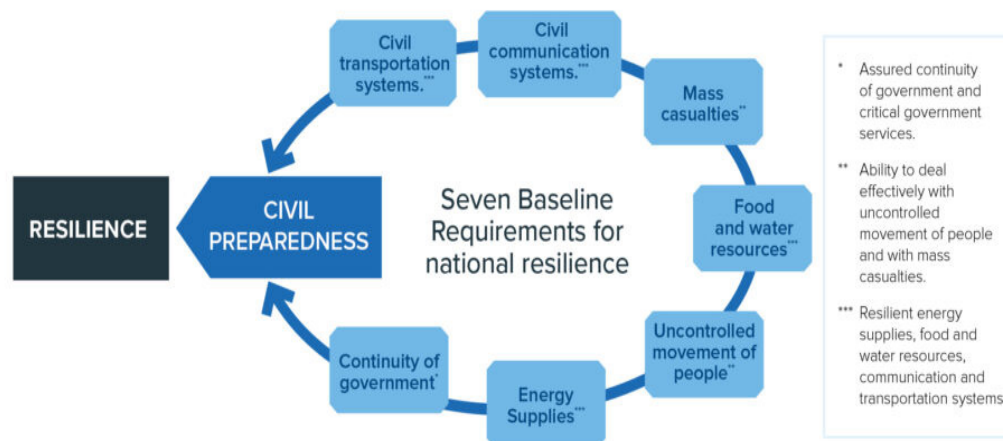 Civil
transportation
systems.***
Civil
communication
systems.***
Mass
casualties**
Food
and water
resources***
Uncontrolled
movement of
people**
Energy
Supplies***
Continuity of
government*
RESILIENCE
CIVIL
PREPAREDNESS
Seven Baseline
Requirements for
national resilience
* Assured continuity
of government and
critical government
services.
** Ability to deal
effectively with
uncontrolled
movement of people
and with mass
casualties.
*** Resilient energy
supplies, food and
water resources,
communication and
transportation systems